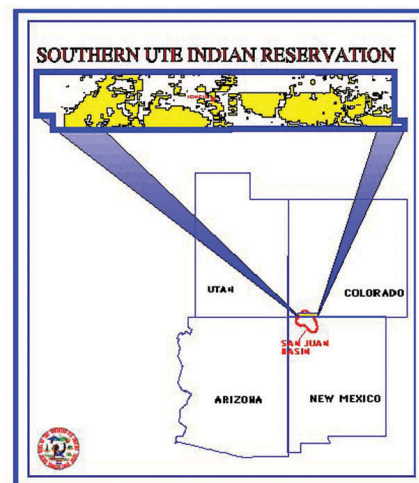 SOUTHERN UTE INDIAN RESERVATION
UTAH
COLORADO
SAN JUAN
BASIN
ARIZONA
NEW MEXICO